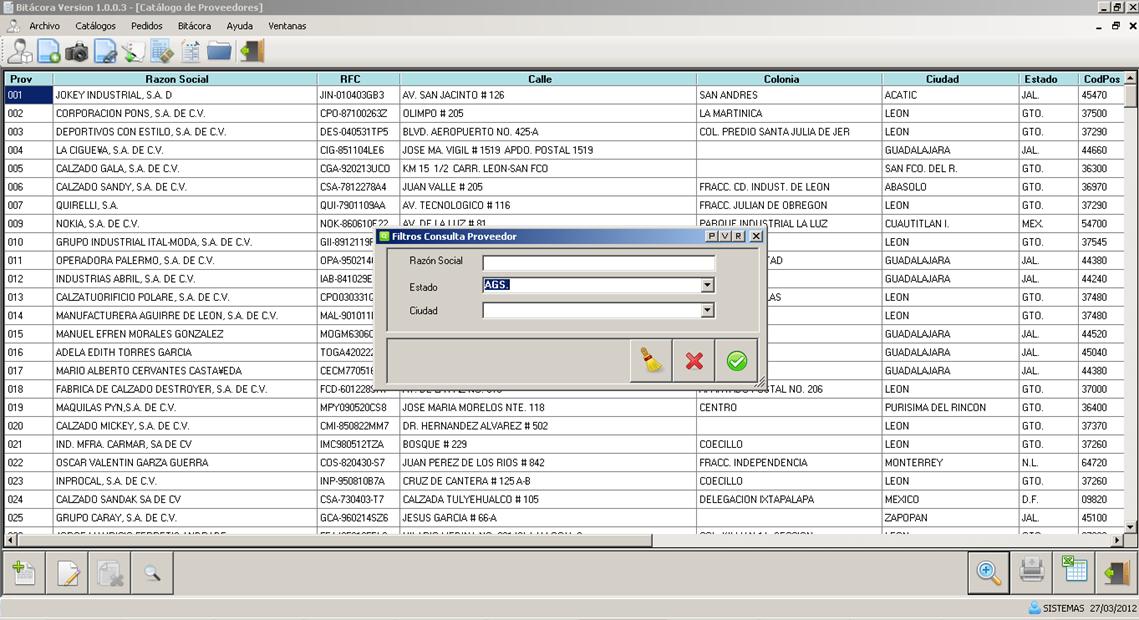 Bitácora Version 1.0.0.3 - [Catálogo de Proveedores]
Archivo Catálogos Pedidos Bitácora Ayuda Ventanas
Prov Razon Social RFC Calle Colonia Ciudad Estado CodPos
001 JOKEY INDUSTRIAL, S.A. D JIN-010403GB3 AV. SAN JACINTO # 126 SAN ANDRES ACATIC JAL. 45470
002 CORPORACION PONS, S.A. DE C.V. CPO-87100263Z OLIMPO # 205 LA MARTINICA LEON GTO. 37500
003 DEPORTIVOS CON ESTILO, S.A. DE C.V. DES-040531TP5 BLVD. AEROPUERTO NO. 425-A COL. PREDIO SANTA JULIA DE JER LEON GTO. 37290
004 LA CIGUE¥A, S.A. DE C.V. CIG-851104LE6 JOSE MA. VIGIL # 1519 APDO. POSTAL 1519 GUADALAJARA JAL. 44660
005 CALZADO GALA, S.A. DE C.V. CGA-920213UC0 KM 15 1/2 CARR. LEON-SAN FCO SAN FCO. DEL R. GTO. 36300
006 CALZADO SANDY, S.A. DE C.V. CSA-7812278A4 JUAN VALLE # 205 FRACC. CD. INDUST. DE LEON ABASOLO GTO. 36970
007 QUIRELLI, S.A. QUI-7901109AA AV. TECNOLOGICO # 116 FRACC. JULIAN DE OBREGON LEON GTO. 37290
009 NOKIA, S.A. DE C.V. NOK-860610F22 AV. DE LA LUZ # 81 PARQUE INDUSTRIAL LA LUZ CUAUTITLAN I. MEX. 54700
010 GRUPO INDUSTRIAL ITAL-MODA, S.A. DE C.V. GII-8912119 LEON GTO. 37545
011 OPERADORA PALERMO, S.A. DE C.V. OPA-950214 TAD GUADALAJARA JAL. 44380
012 INDUSTRIAS ABRIL, S.A. DE C.V. IAB-841029 GUADALAJARA JAL. 44240
013 CALZATUORIFICIO POLARE, S.A. DE C.V. CPO030331 LAS LEON GTO. 37480
014 MANUFACTURERA AGUIRRE DE LEON, S.A. DE C.V. MAL-901011 LEON GTO. 37480
015 MANUEL EFREN MORALES GONZALEZ MOGM6306 GUADALAJARA JAL. 44520
016 ADELA EDITH TORRES GARCIA TOGA420222 GUADALAJARA JAL. 45040
017 MARIO ALBERTO CERVANTES CASTA¥EDA CECM770516 GUADALAJARA JAL. 44380
018 FABRICA DE CALZADO DESTROYER, S.A. DE C.V. FCD-601228 POSTAL NO. 206 LEON GTO. 37000
019 MAQUILAS PYN,S.A. DE C.V. MPY090520CS8 JOSE MARIA MORELOS NTE. 118 CENTRO PURISIMA DEL RINCON GTO. 36400
020 CALZADO MICKEY, S.A. DE C.V. CMI-850822MM7 DR. HERNANDEZ ALVAREZ # 502 LEON GTO. 37370
021 IND. MFRA. CARMAR, SA DE CV IMC980512TZA BOSQUE # 229 COECILLO LEON GTO. 37260
022 OSCAR VALENTIN GARZA GUERRA COS-820430-S7 JUAN PEREZ DE LOS RIOS # 842 FRACC. INDEPENDENCIA MONTERREY N.L. 64720
023 INPROCAL, S.A. DE C.V. INP-950810B7A CRUZ DE CANTERA # 125 A-B COECILLO LEON GTO. 37260
024 CALZADO SANDAK SA DE CV CSA-730403-T7 CALZADA TULYEHUALCO # 105 DELEGACION IXTAPALAPA MEXICO D.F. 09820
025 GRUPO CARAY, S.A. DE C.V. GCA-960214SZ6 JESUS GARCIA # 66-A ZAPOPAN JAL. 45100
Filtros Consulta Proveedor P V R
Razón Social
Estado AGS.
Ciudad
SISTEMAS 27/03/2012